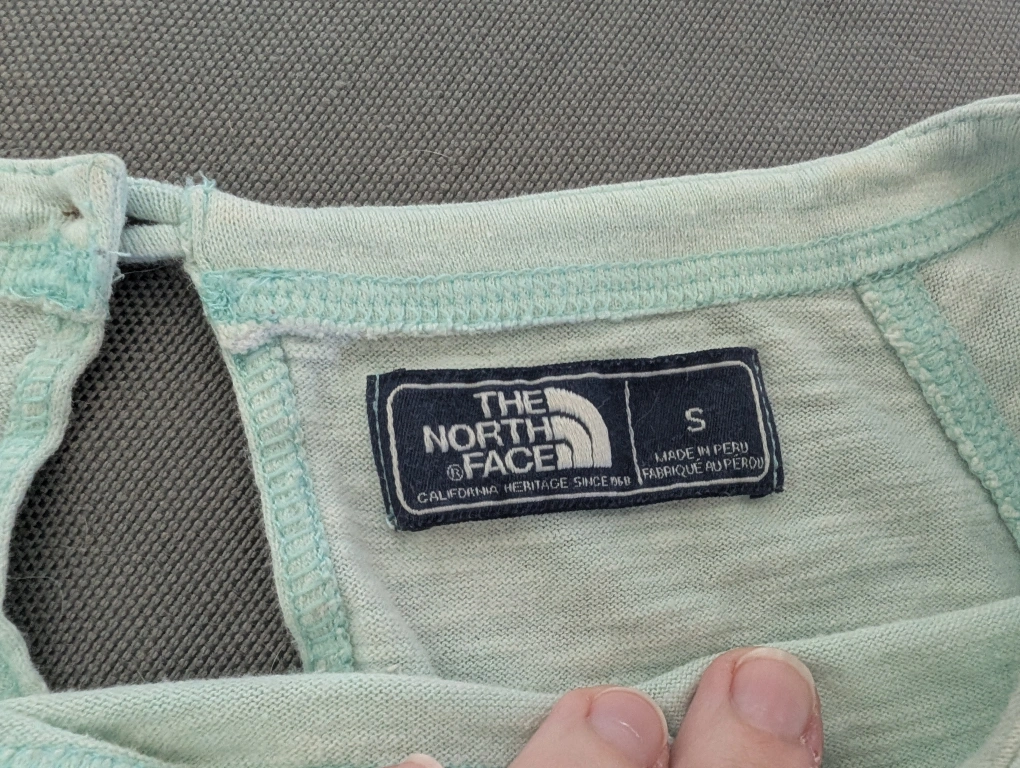 THE
NORTH
®FACE
CALIFORNIA HERITAGE SINCE 1968
S
MADE IN PERU
FABRIQUÉ AU PÉROU